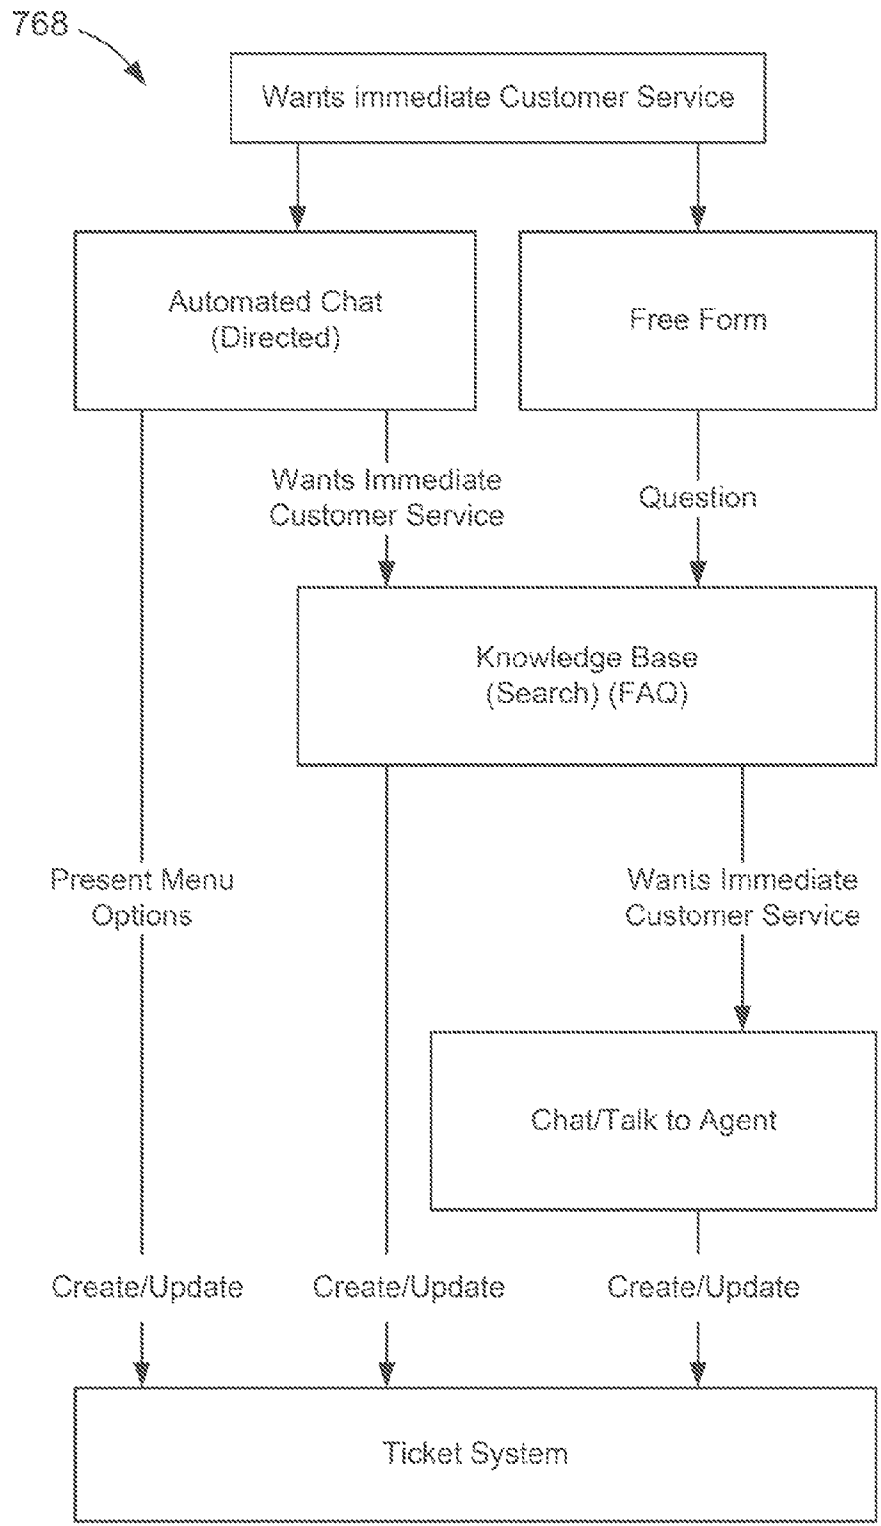 768
Wants immediate Customer Service
Automated Chat
(Directed)
Free Form
Wants Immediate
Customer Service
Question
Knowledge Base
(Search) (FAQ)
Present Menu
Options
Wants Immediate
Customer Service
Chat/Talk to Agent
Create/Update
Create/Update
Create/Update
Ticket System